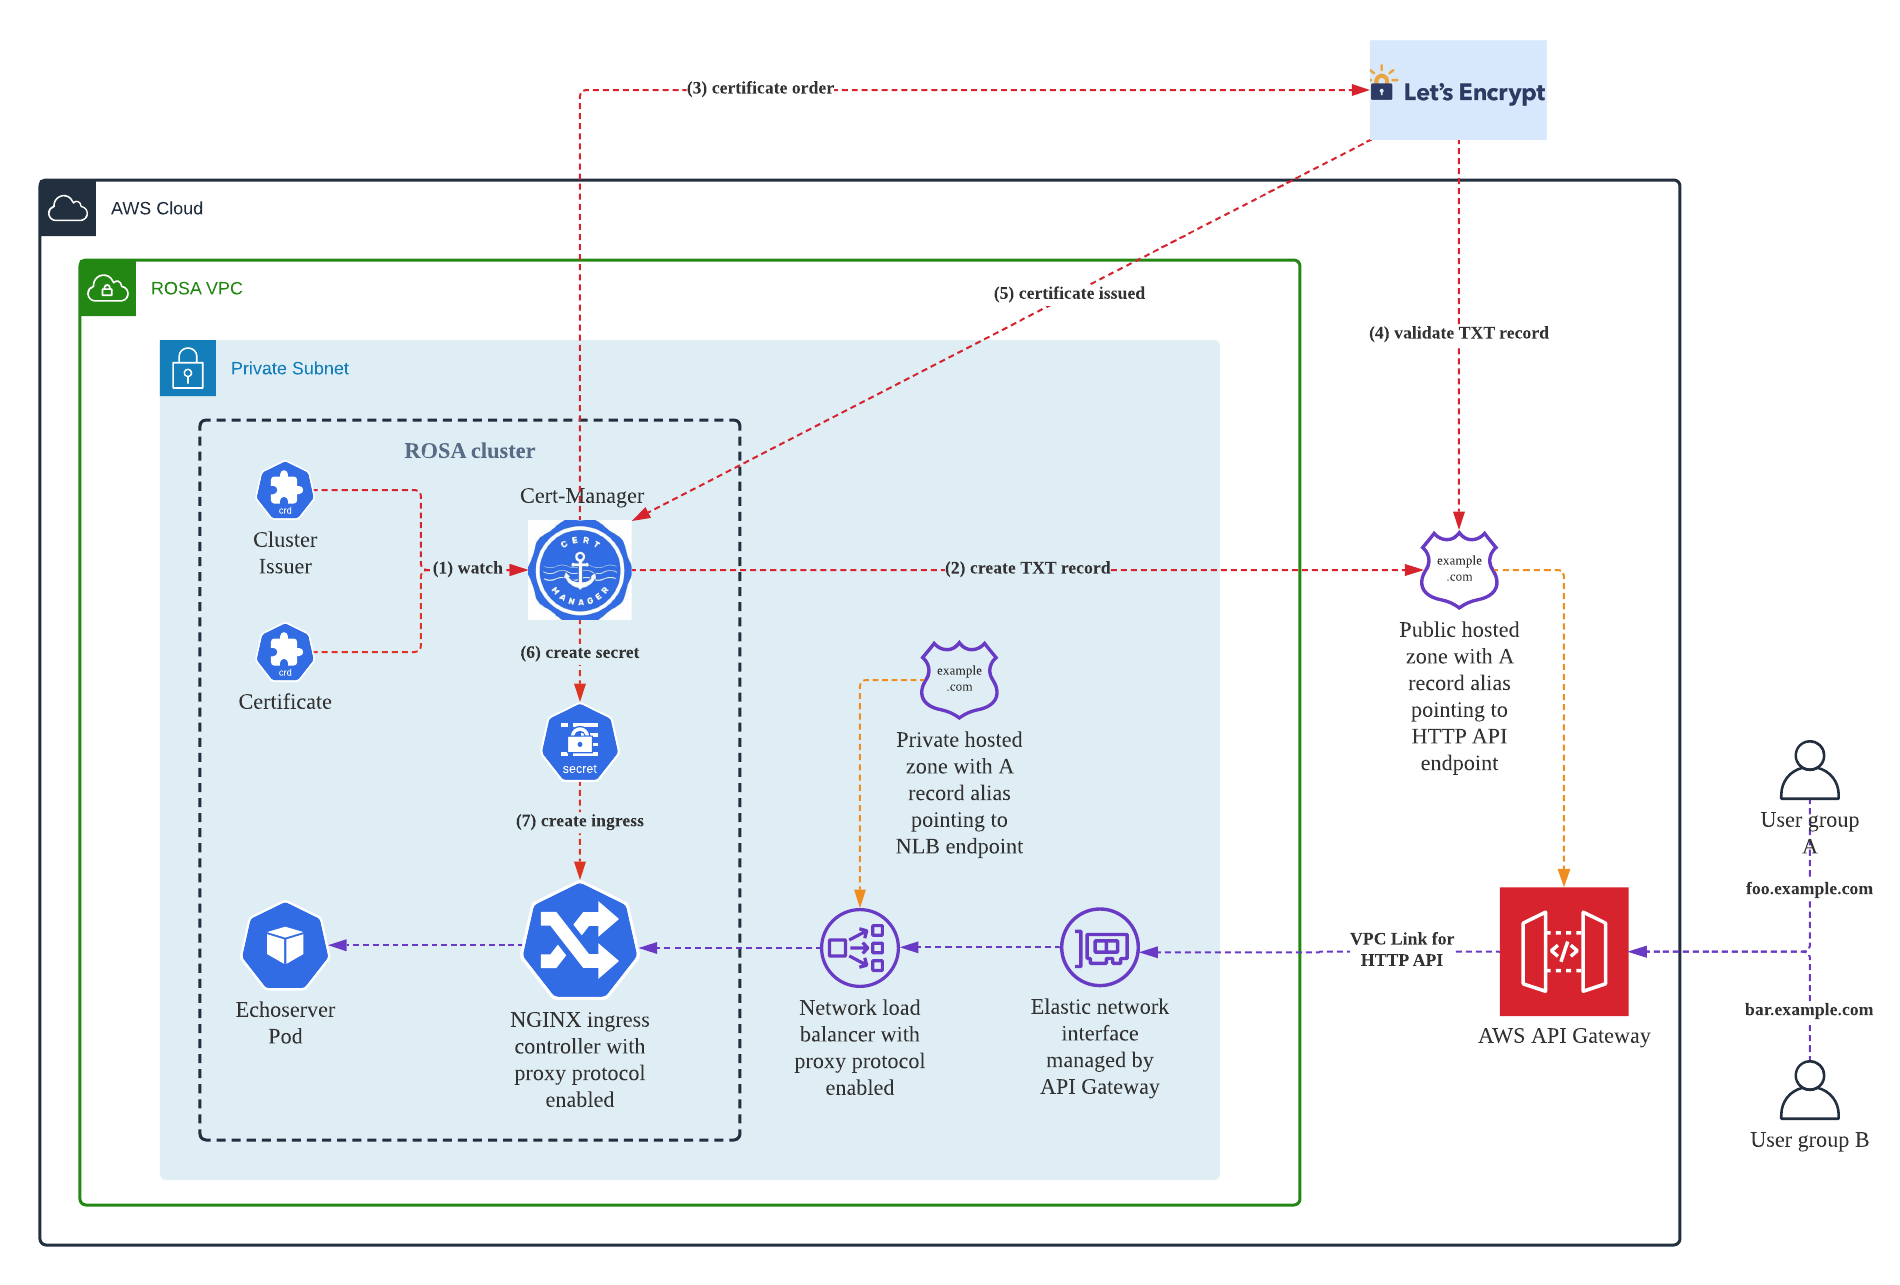 (3) certificate order
Let's Encrypt
AWS Cloud
ROSA VPC
(5) certificate issued
(4) validate TXT record
Private Subnet
ROSA cluster
crd
Cluster
Issuer
Cert-Manager
CERT
MANAGER
(1) watch
(2) create TXT record
example
.com
Public hosted
zone with A
record alias
pointing to
HTTP API
endpoint
crd
Certificate
(6) create secret
secret
example
.com
Private hosted
zone with A
record alias
pointing to
NLB endpoint
(7) create ingress
User group
A
foo.example.com
VPC Link for
HTTP API
Echoserver
Pod
NGINX ingress
controller with
proxy protocol
enabled
Network load
balancer with
proxy protocol
enabled
Elastic network
interface
managed by
API Gateway
AWS API Gateway
bar.example.com
User group B